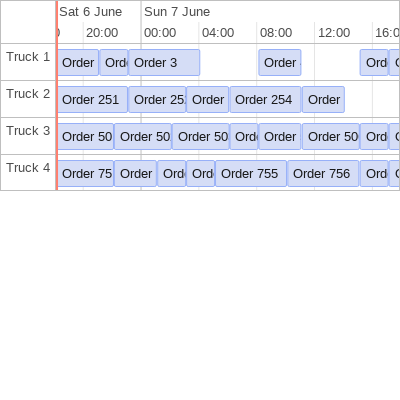 Sat 6 June Sun 7 June
20:00 00:00 04:00 08:00 12:00 16:0
Truck 1 Order Ord Order 3 Order Ord
Truck 2 Order 251 Order 25 Order Order 254 Order
Truck 3 Order 50 Order 50 Order 50 Ord Order Order 50 Ord
Truck 4 Order 75 Order Ord Ord Order 755 Order 756 Ord